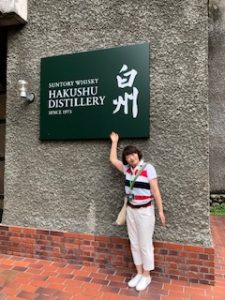 SUNTORY WHISKY
HAKUSHU
DISTILLERY
SINCE 1973
白州